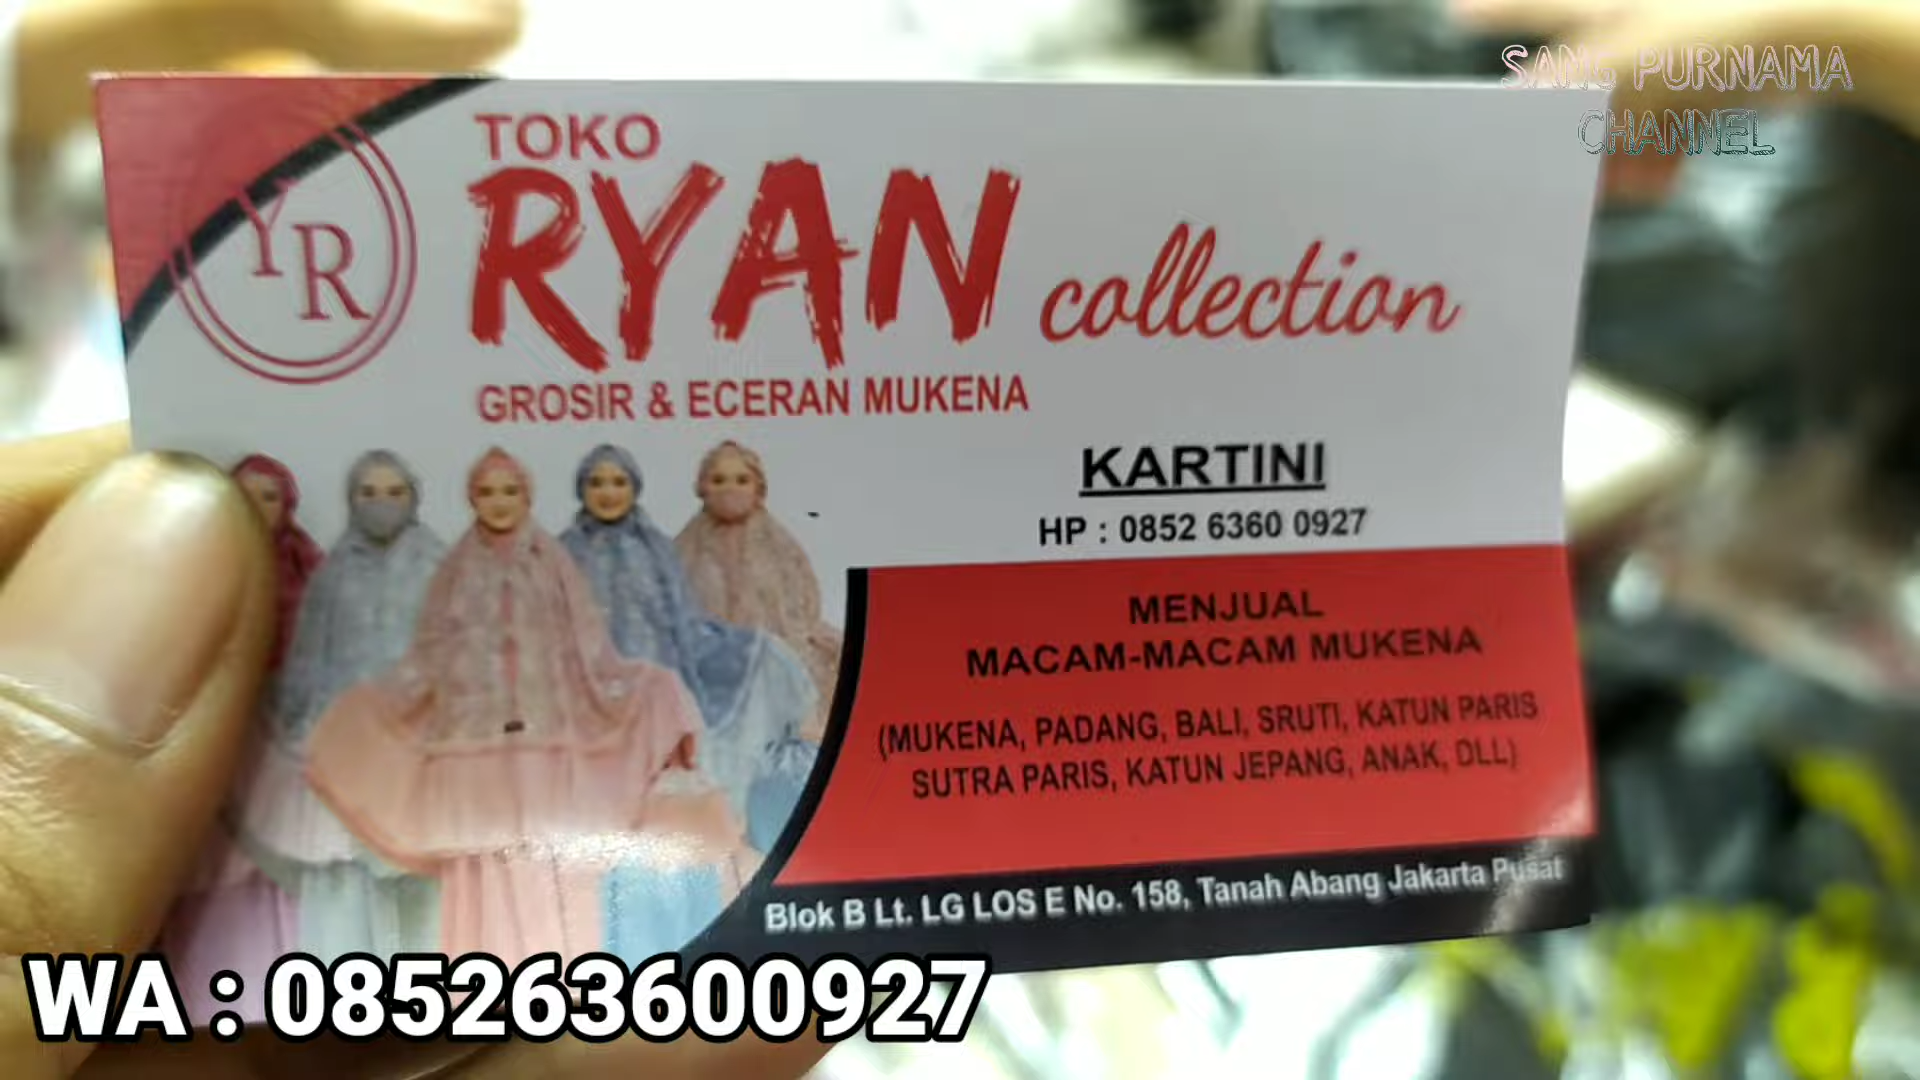 SANG PURNAMA
CHANNEL
YR
TOKO
RYAN collection
GROSIR & ECERAN MUKENA
KARTINI
HP : 0852 6360 0927
MENJUAL
MACAM-MACAM MUKENA
(MUKENA, PADANG, BALI, SRUTI, KATUN PARIS
SUTRA PARIS, KATUN JEPANG, ANAK, DLL)
Blok B Lt. LG LOS E No. 158, Tanah Abang Jakarta Pusat
WA : 085263600927